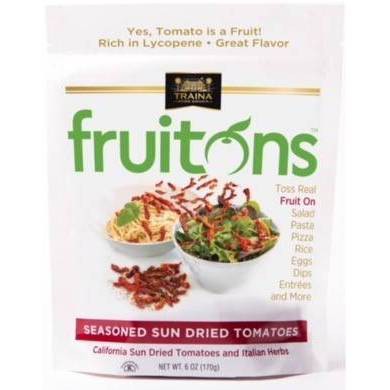 Yes, Tomato is a Fruit!
Rich in Lycopene • Great Flavor
TRAINA
fruitons™
Toss Real
Fruit On
Salad
Pasta
Pizza
Rice
Eggs
Dips
Entrées
and More
SEASONED SUN DRIED TOMATOES
California Sun Dried Tomatoes and Italian Herbs
NET WT. 6 OZ (170g)